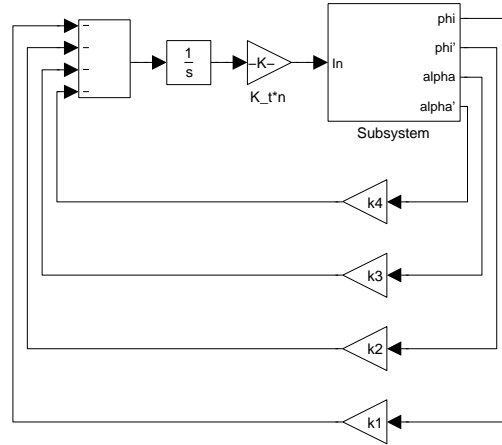 phi
phi'
alpha
alpha'
In
Subsystem
−
−
−
−
1
s
−K−
K_t*n
k4
k3
k2
k1